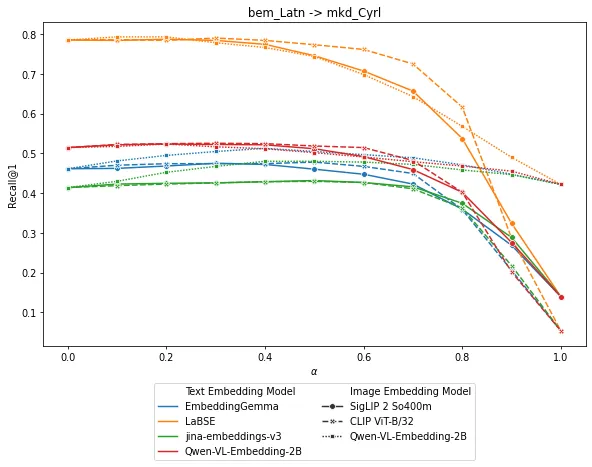 bem_Latn -> mkd_Cyrl
Recall@1
0.8
0.7
0.6
0.5
0.4
0.3
0.2
0.1
0.0 0.2 0.4 0.6 0.8 1.0
α
Text Embedding Model Image Embedding Model
EmbeddingGemma SigLIP 2 So400m
LaBSE CLIP ViT-B/32
jina-embeddings-v3 Qwen-VL-Embedding-2B
Qwen-VL-Embedding-2B